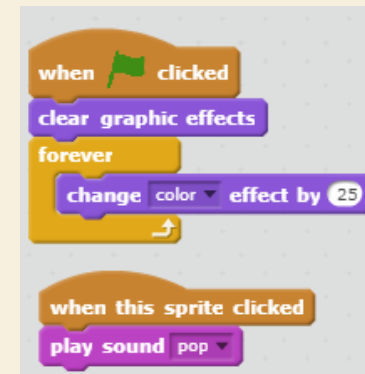 when clicked
clear graphic effects
forever
change color effect by 25
when this sprite clicked
play sound pop